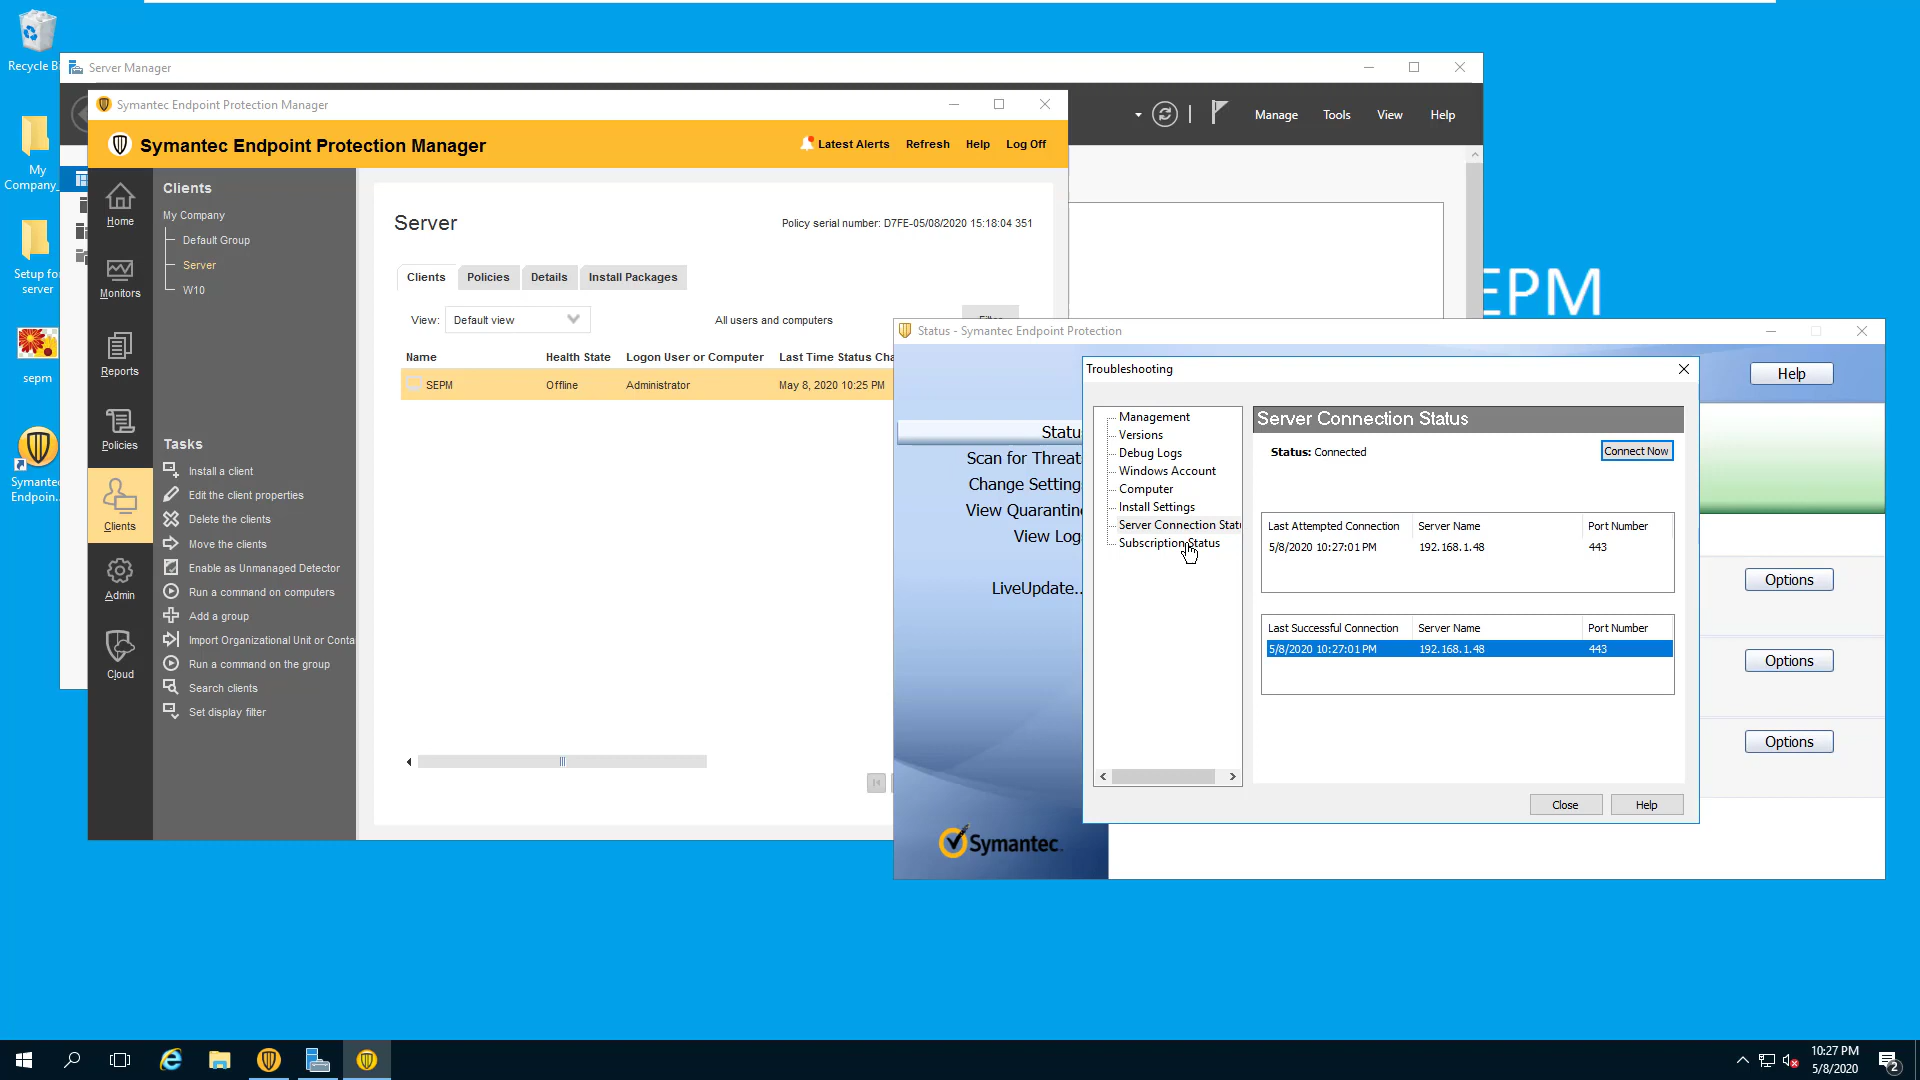 Recycle B
My
Company_
Setup for
server
sepm
Symante
Endpoin...
Server Manager
Manage
Tools
View
Help
SEPM
Symantec Endpoint Protection Manager
Symantec Endpoint Protection Manager
Latest Alerts
Refresh
Help
Log Off
Home
Monitors
Reports
Policies
Clients
Admin
Cloud
Clients
My Company
Default Group
Server
W10
Tasks
Install a client
Edit the client properties
Delete the clients
Move the clients
Enable as Unmanaged Detector
Run a command on computers
Add a group
Import Organizational Unit or Conta
Run a command on the group
Search clients
Set display filter
Server
Policy serial number: D7FE-05/08/2020 15:18:04 351
Clients
Policies
Details
Install Packages
View: Default view
All users and computers
Name Health State Logon User or Computer Last Time Status Cha
SEPM Offline Administrator May 8, 2020 10:25 PM
Status - Symantec Endpoint Protection
Help
Statu
Scan for Threat
Change Setting
View Quarantin
View Log
LiveUpdate..
Symantec.
Options
Options
Options
Troubleshooting
Management
Versions
Debug Logs
Windows Account
Computer
Install Settings
Server Connection Statu
Subscription Status
Server Connection Status
Status: Connected
Connect Now
Last Attempted Connection Server Name Port Number
5/8/2020 10:27:01 PM 192.168.1.48 443
Last Successful Connection Server Name Port Number
5/8/2020 10:27:01 PM 192.168.1.48 443
Close
Help
10:27 PM
5/8/2020
2